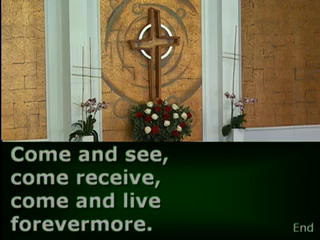 Come and see,
come receive,
come and live
forevermore.
End